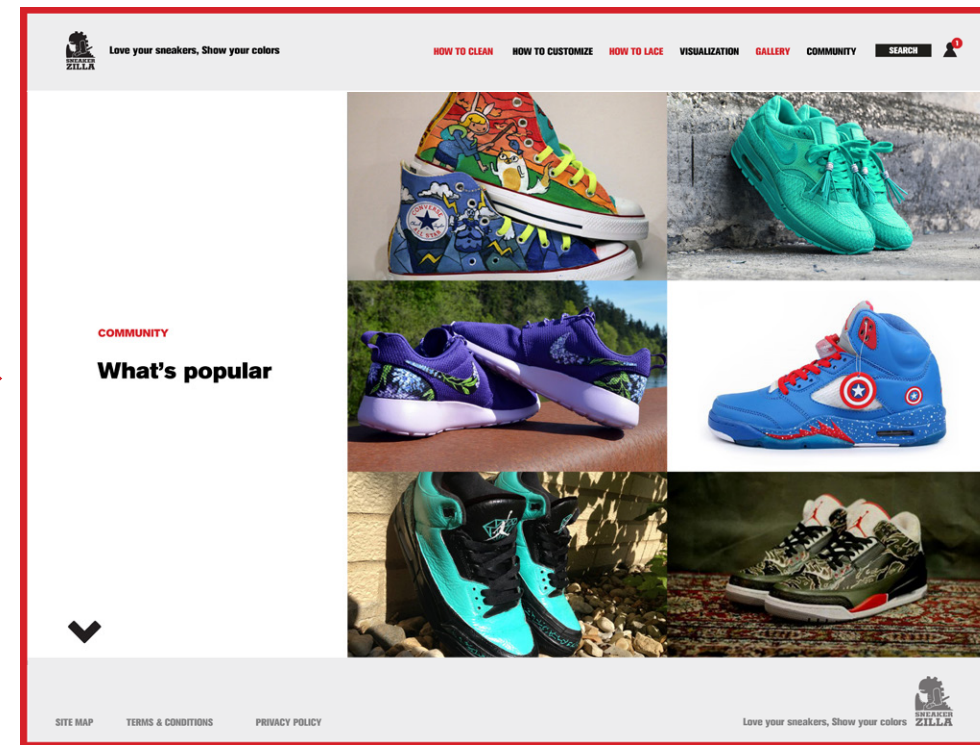 SNEAKER
ZILLA
Love your sneakers, Show your colors
HOW TO CLEAN HOW TO CUSTOMIZE HOW TO LACE VISUALIZATION GALLERY COMMUNITY SEARCH 1
CONVERSE
ALL STAR
COMMUNITY
What's popular
SITE MAP TERMS & CONDITIONS PRIVACY POLICY
Love your sneakers, Show your colors
SNEAKER
ZILLA